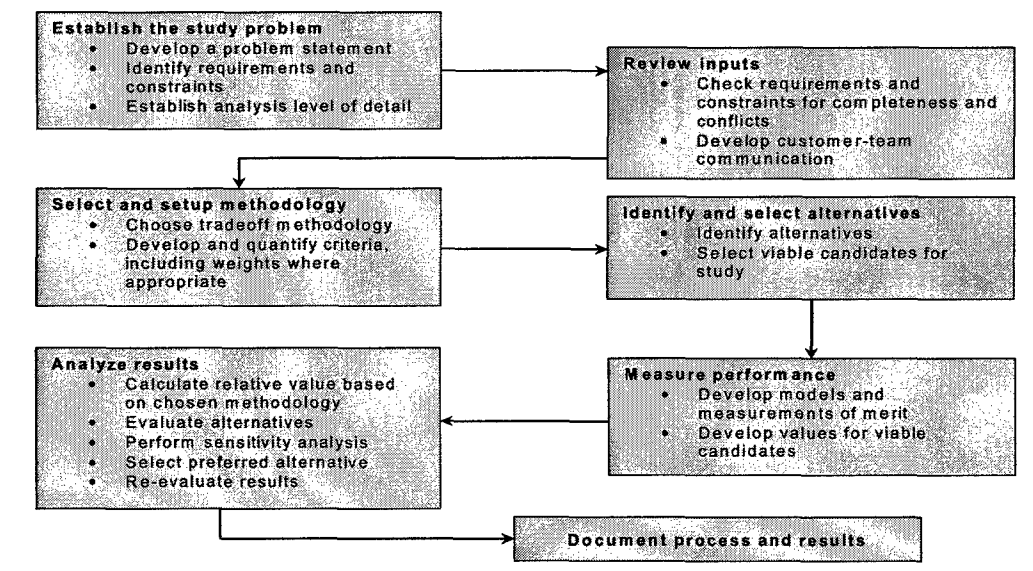 Establish the study problem
• Develop a problem statement
• Identify requirements and
constraints
• Establish analysis level of detail
Review inputs
• Check requirements and
constraints for completeness and
conflicts
• Develop customer-team
communication
Select and setup methodology
• Choose tradeoff methodology
• Develop and quantify criteria,
including weights where
appropriate
Identify and select alternatives
• Identify alternatives
• Select viable candidates for
study
Measure performance
• Develop models and
measurements of merit
• Develop values for viable
candidates
Analyze results
• Calculate relative value based
on chosen methodology
• Evaluate alternatives
• Perform sensitivity analysis
• Select preferred alternative
• Re-evaluate results
Document process and results